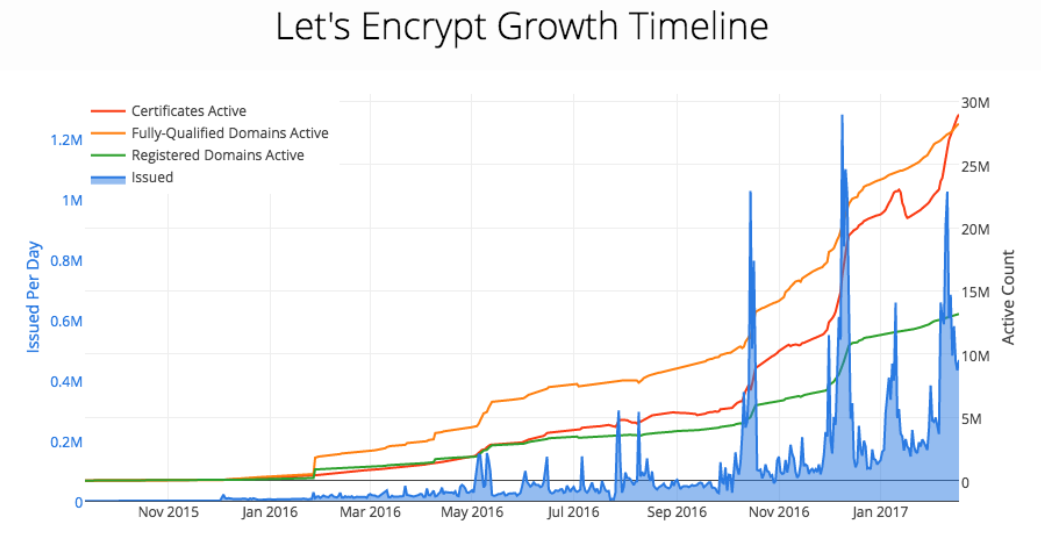 Let's Encrypt Growth Timeline
Certificates Active
Fully-Qualified Domains Active
Registered Domains Active
Issued
Issued Per Day
1.2M
1M
0.8M
0.6M
0.4M
0.2M
0
30M
25M
20M
15M
10M
5M
0
Active Count
Nov 2015 Jan 2016 Mar 2016 May 2016 Jul 2016 Sep 2016 Nov 2016 Jan 2017